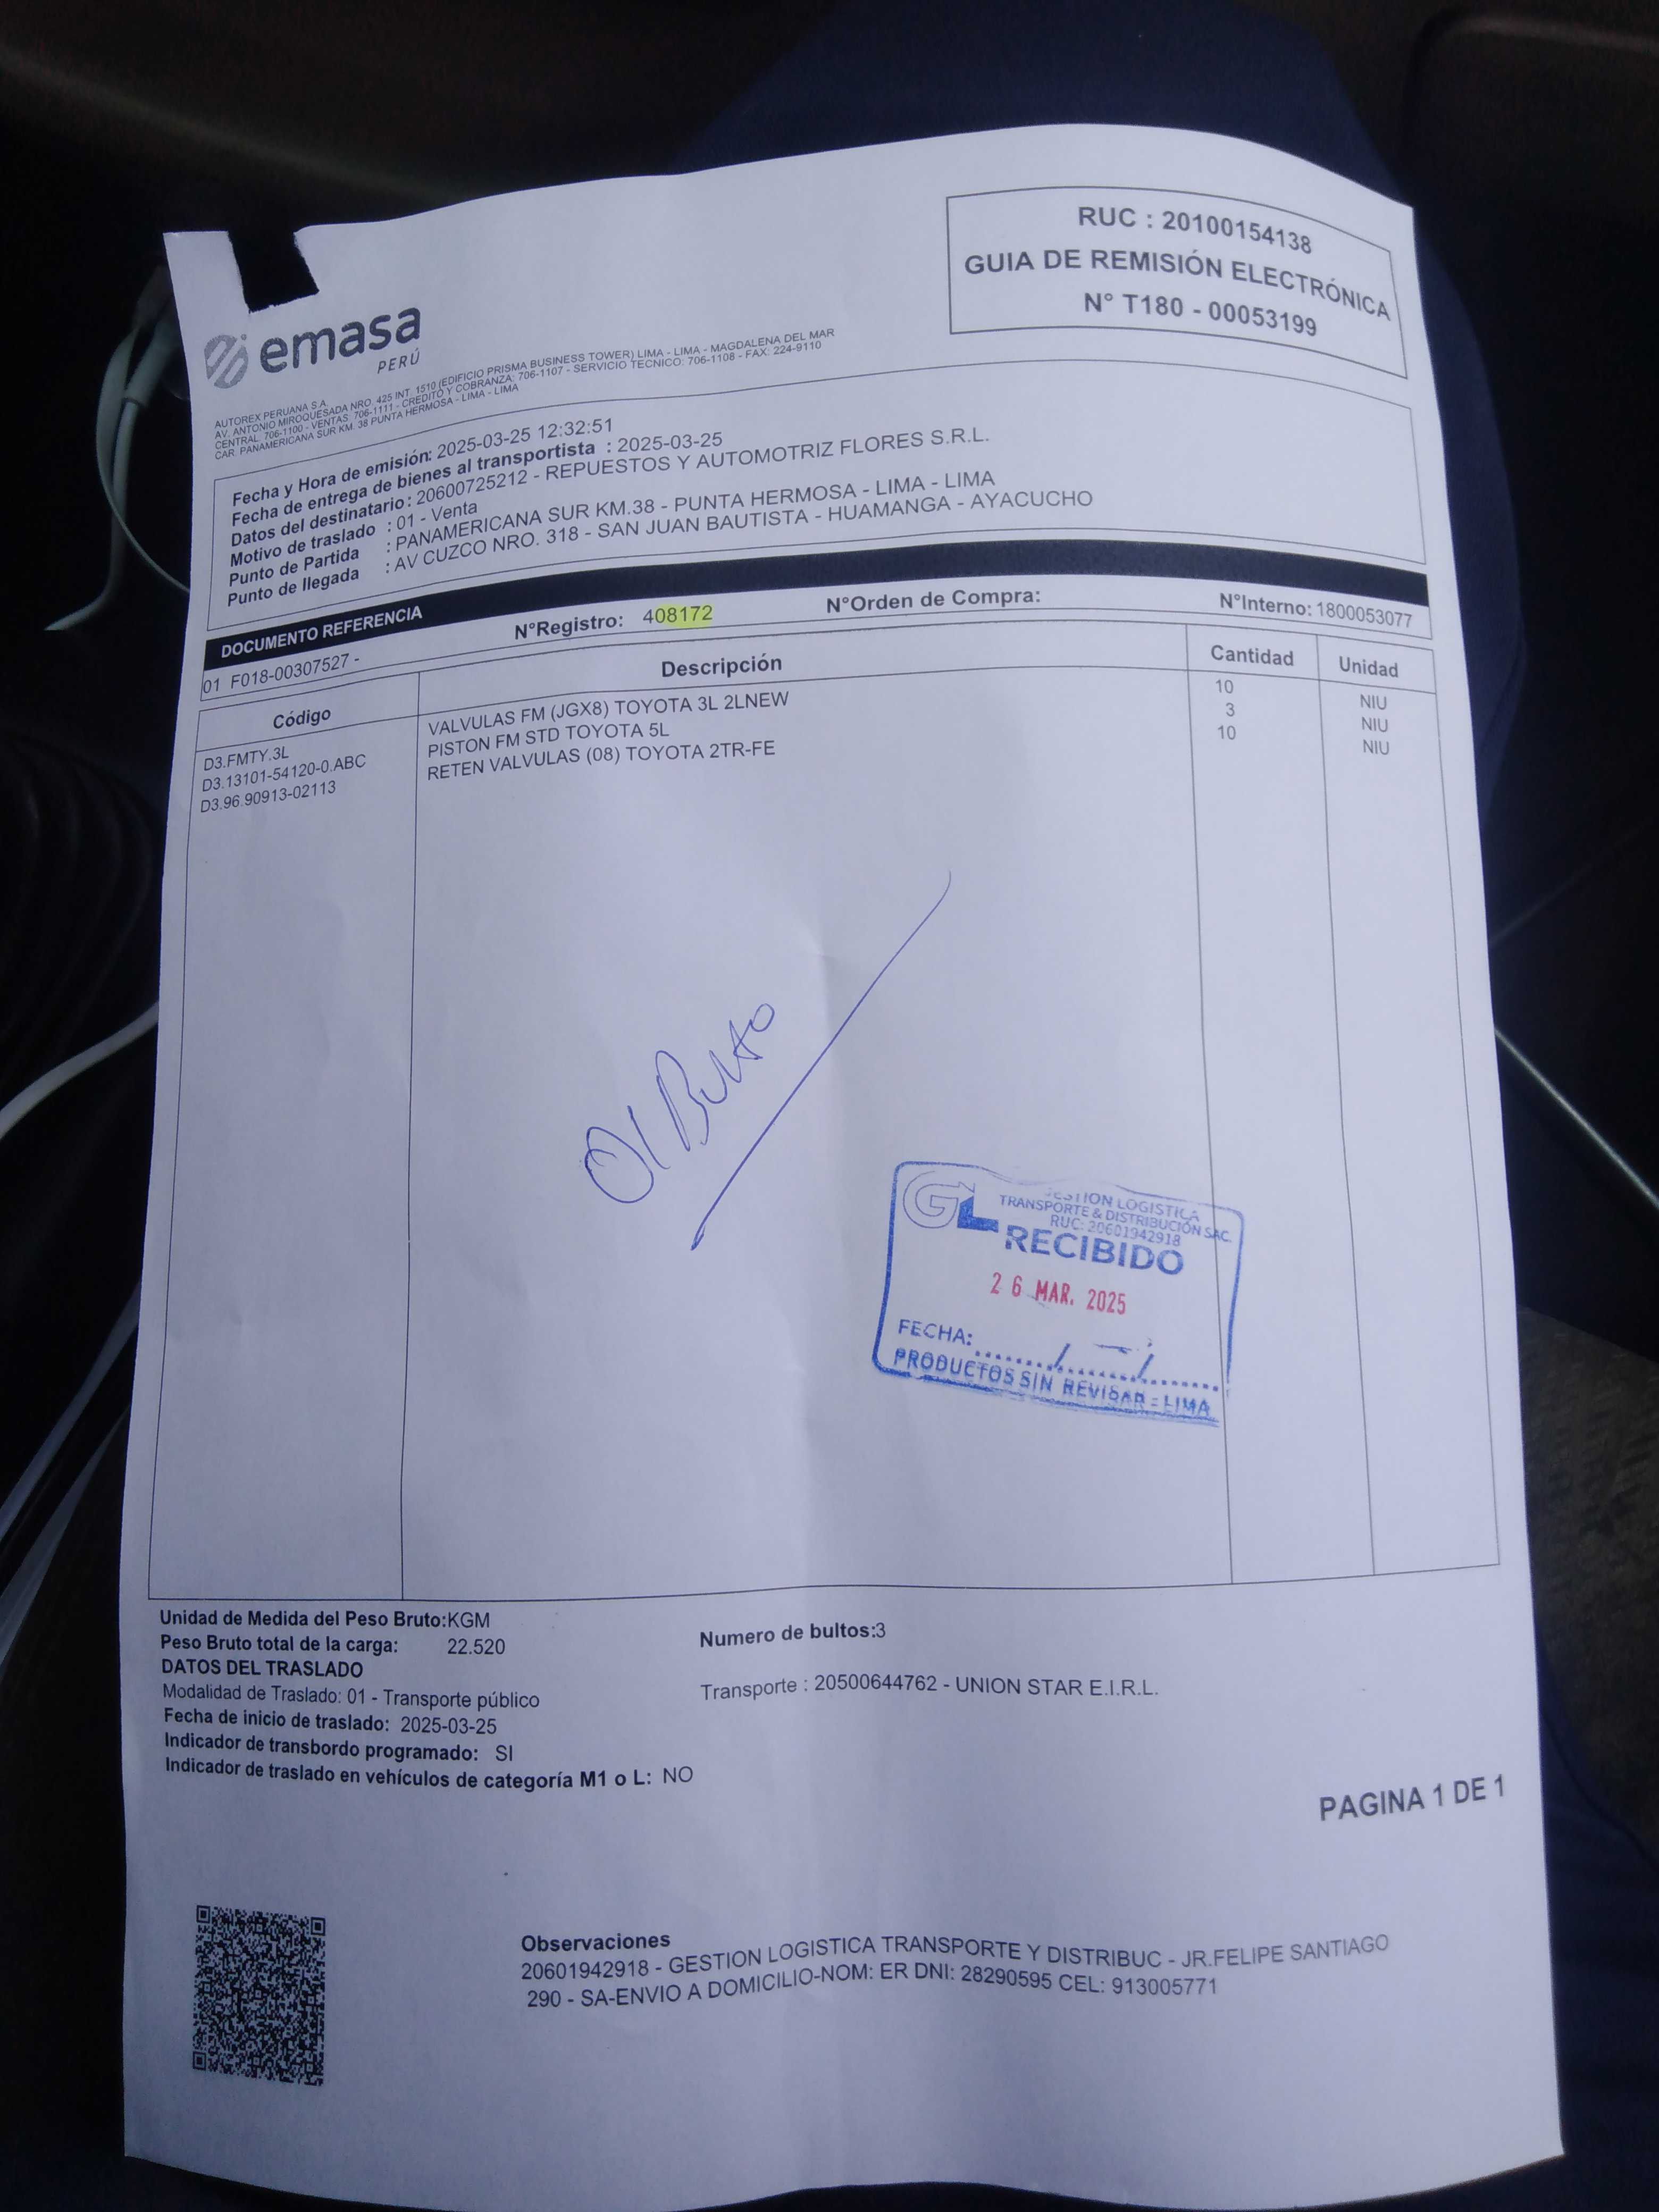 RUC : 20100154138
GUIA DE REMISIÓN ELECTRÓNICA
N° T180 - 00053199
emasa
PERÚ
AUTOREX PERUANA S.A.
AV. ANTONIO MIROQUESADA NRO. 425 INT. 1510 (EDIFICIO PRISMA BUSINESS TOWER) LIMA - LIMA - MAGDALENA DEL MAR
CENTRAL. 706-1100 - VENTAS. 706-1111 - CREDITO Y COBRANZA: 706-1107 - SERVICIO TECNICO: 706-1108 - FAX: 224-9110
CAR. PANAMERICANA SUR KM. 38 PUNTA HERMOSA - LIMA - LIMA
Fecha y Hora de emisión: 2025-03-25 12:32:51
Fecha de entrega de bienes al transportista : 2025-03-25
Datos del destinatario : 20600725212 - REPUESTOS Y AUTOMOTRIZ FLORES S.R.L.
Motivo de traslado : 01 - Venta
Punto de Partida : PANAMERICANA SUR KM.38 - PUNTA HERMOSA - LIMA - LIMA
Punto de llegada : AV CUZCO NRO. 318 - SAN JUAN BAUTISTA - HUAMANGA - AYACUCHO
DOCUMENTO REFERENCIA
01 F018-00307527 - N°Registro: 408172 N°Orden de Compra: N°Interno: 1800053077
Código Descripción Cantidad Unidad
D3.FMTY.3L VALVULAS FM (JGX8) TOYOTA 3L 2LNEW 10 NIU
D3.13101-54120-0.ABC PISTON FM STD TOYOTA 5L 3 NIU
D3.96.90913-02113 RETEN VALVULAS (08) TOYOTA 2TR-FE 10 NIU
01 Bulto
GL
GESTION LOGISTICA
TRANSPORTE & DISTRIBUCIÓN SAC.
RUC: 20601942918
RECIBIDO
26 MAR. 2025
FECHA: ......../......../........
PRODUCTOS SIN REVISAR - LIMA
Unidad de Medida del Peso Bruto:KGM
Peso Bruto total de la carga: 22.520 Numero de bultos:3
DATOS DEL TRASLADO
Modalidad de Traslado: 01 - Transporte público Transporte : 20500644762 - UNION STAR E.I.R.L.
Fecha de inicio de traslado: 2025-03-25
Indicador de transbordo programado: SI
Indicador de traslado en vehículos de categoría M1 o L: NO
PAGINA 1 DE 1
Observaciones
20601942918 - GESTION LOGISTICA TRANSPORTE Y DISTRIBUC - JR.FELIPE SANTIAGO
290 - SA-ENVIO A DOMICILIO-NOM: ER DNI: 28290595 CEL: 913005771